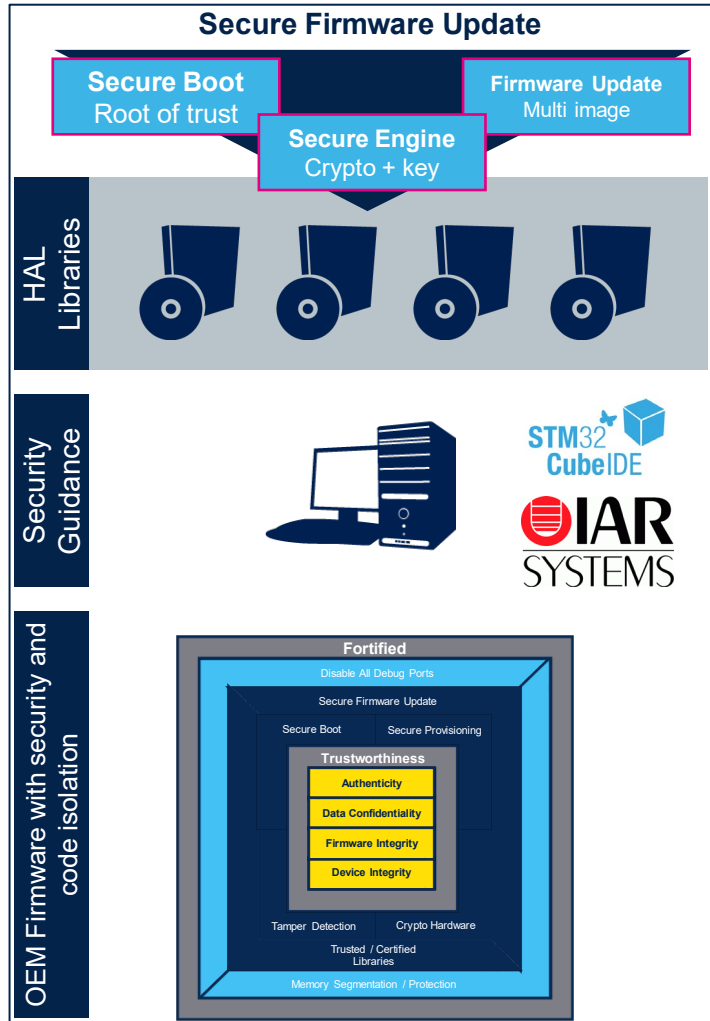 Secure Firmware Update
Secure Boot
Root of trust
Firmware Update
Multi image
Secure Engine
Crypto + key
HAL
Libraries
Security
Guidance
STM32
CubeIDE
IAR
SYSTEMS
OEM Firmware with security and
code isolation
Fortified
Disable All Debug Ports
Secure Firmware Update
Secure Boot
Secure Provisioning
Trustworthiness
Authenticity
Data Confidentiality
Firmware Integrity
Device Integrity
Tamper Detection
Crypto Hardware
Trusted / Certified
Libraries
Memory Segmentation / Protection